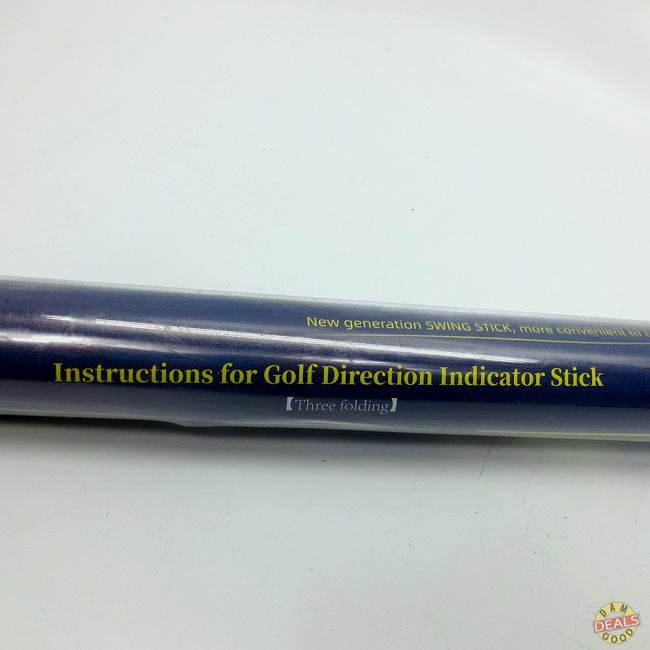 New generation SWING STICK, more convenient to
Instructions for Golf Direction Indicator Stick
【Three folding】
DAM
DEALS
GOOD